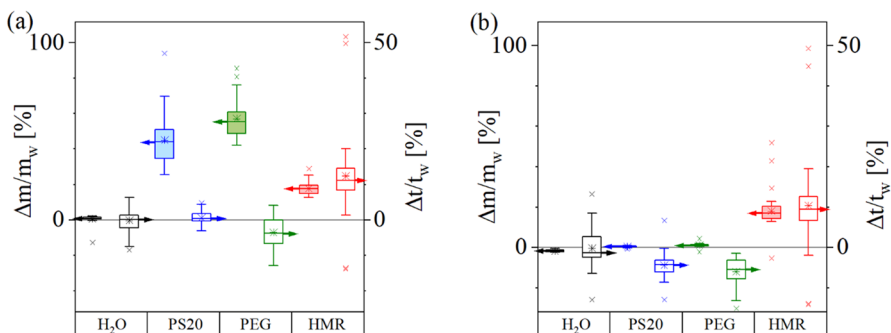 (a)
100
0
Δm/m_w [%]
50
0
Δt/t_w [%]
H₂O PS20 PEG HMR
(b)
100
0
Δm/m_w [%]
50
0
Δt/t_w [%]
H₂O PS20 PEG HMR